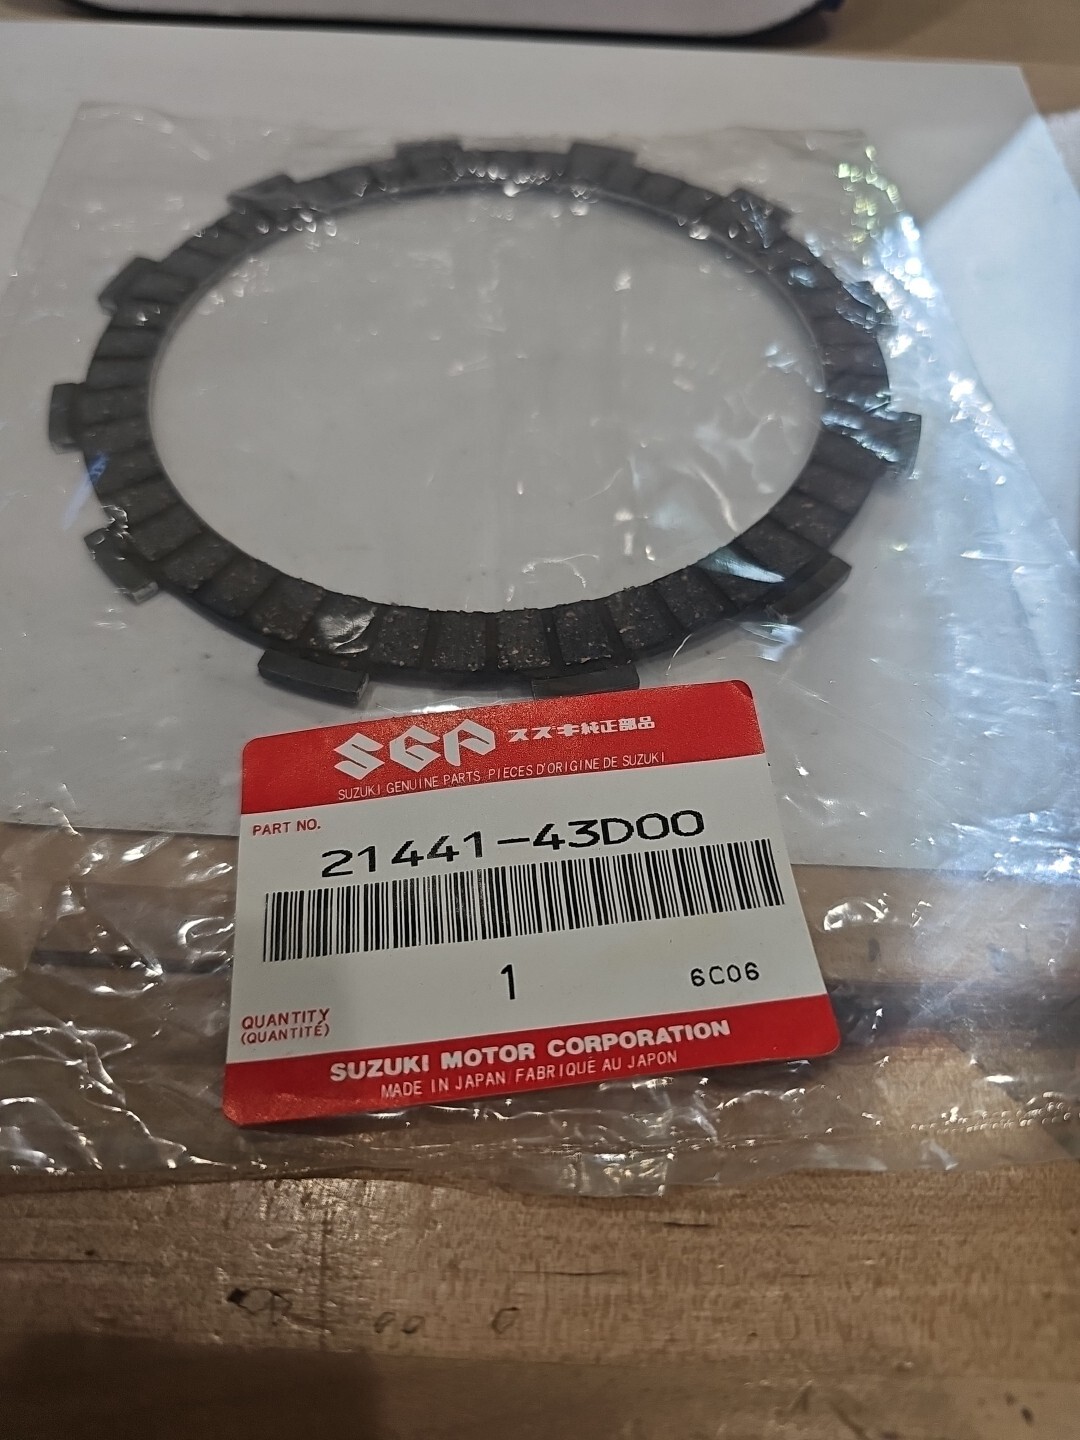 SGP スズキ純正部品
SUZUKI GENUINE PARTS PIECES D'ORIGINE DE SUZUKI
PART NO.
21441-43D00
1
6C06
QUANTITY
(QUANTITÉ)
SUZUKI MOTOR CORPORATION
MADE IN JAPAN FABRIQUÉ AU JAPON